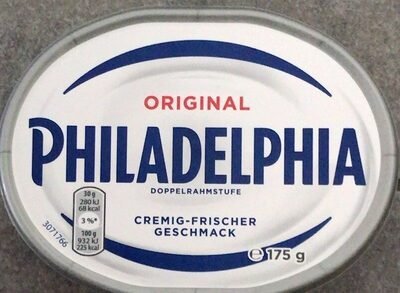 ORIGINAL
PHILADELPHIA
DOPPELRAHMSTUFE
CREMIG-FRISCHER
GESCHMACK
30 g
280 kJ
68 kcal
3 %*
100 g
932 kJ
225 kcal
3071766
℮175 g